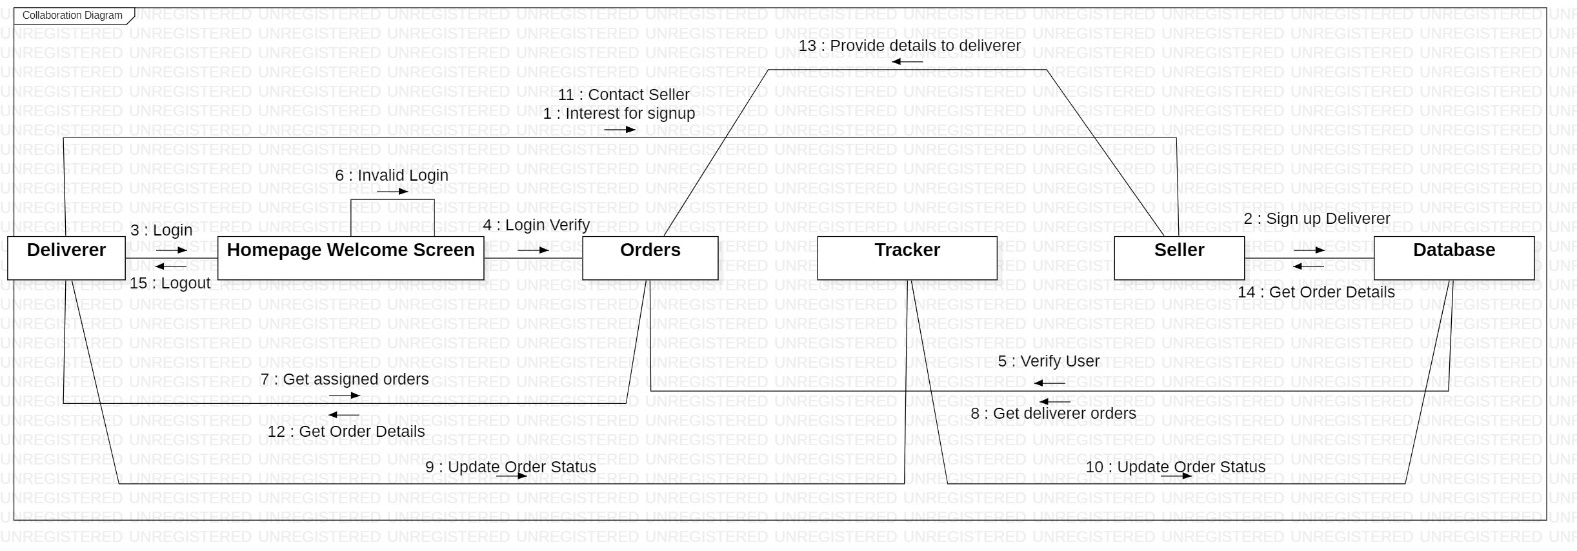 Collaboration Diagram
13 : Provide details to deliverer
11 : Contact Seller
1 : Interest for signup
6 : Invalid Login
3 : Login
4 : Login Verify
2 : Sign up Deliverer
Deliverer
Homepage Welcome Screen
Orders
Tracker
Seller
Database
15 : Logout
14 : Get Order Details
5 : Verify User
7 : Get assigned orders
8 : Get deliverer orders
12 : Get Order Details
9 : Update Order Status
10 : Update Order Status
UNREGISTERED